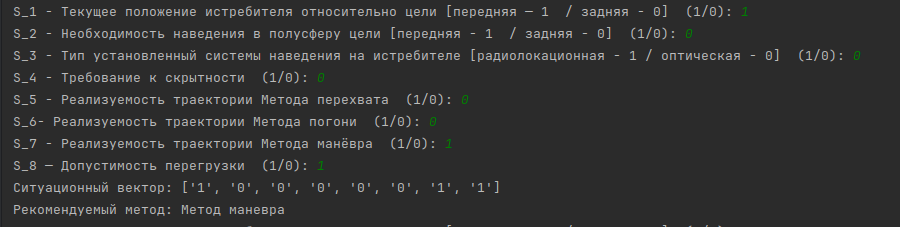 S_1 - Текущее положение истребителя относительно цели [передняя — 1  / задняя - 0]  (1/0): 1
S_2 - Необходимость наведения в полусферу цели [передняя - 1  / задняя - 0]  (1/0): 0
S_3 - Тип установленный системы наведения на истребителе [радиолокационная - 1 / оптическая - 0]  (1/0): 0
S_4 - Требование к скрытности  (1/0): 0
S_5 - Реализуемость траектории Метода перехвата  (1/0): 0
S_6- Реализуемость траектории Метода погони  (1/0): 0
S_7 - Реализуемость траектории Метода манёвра  (1/0): 1
S_8 — Допустимость перегрузки  (1/0): 1
Ситуационный вектор: ['1', '0', '0', '0', '0', '0', '1', '1']
Рекомендуемый метод: Метод маневра